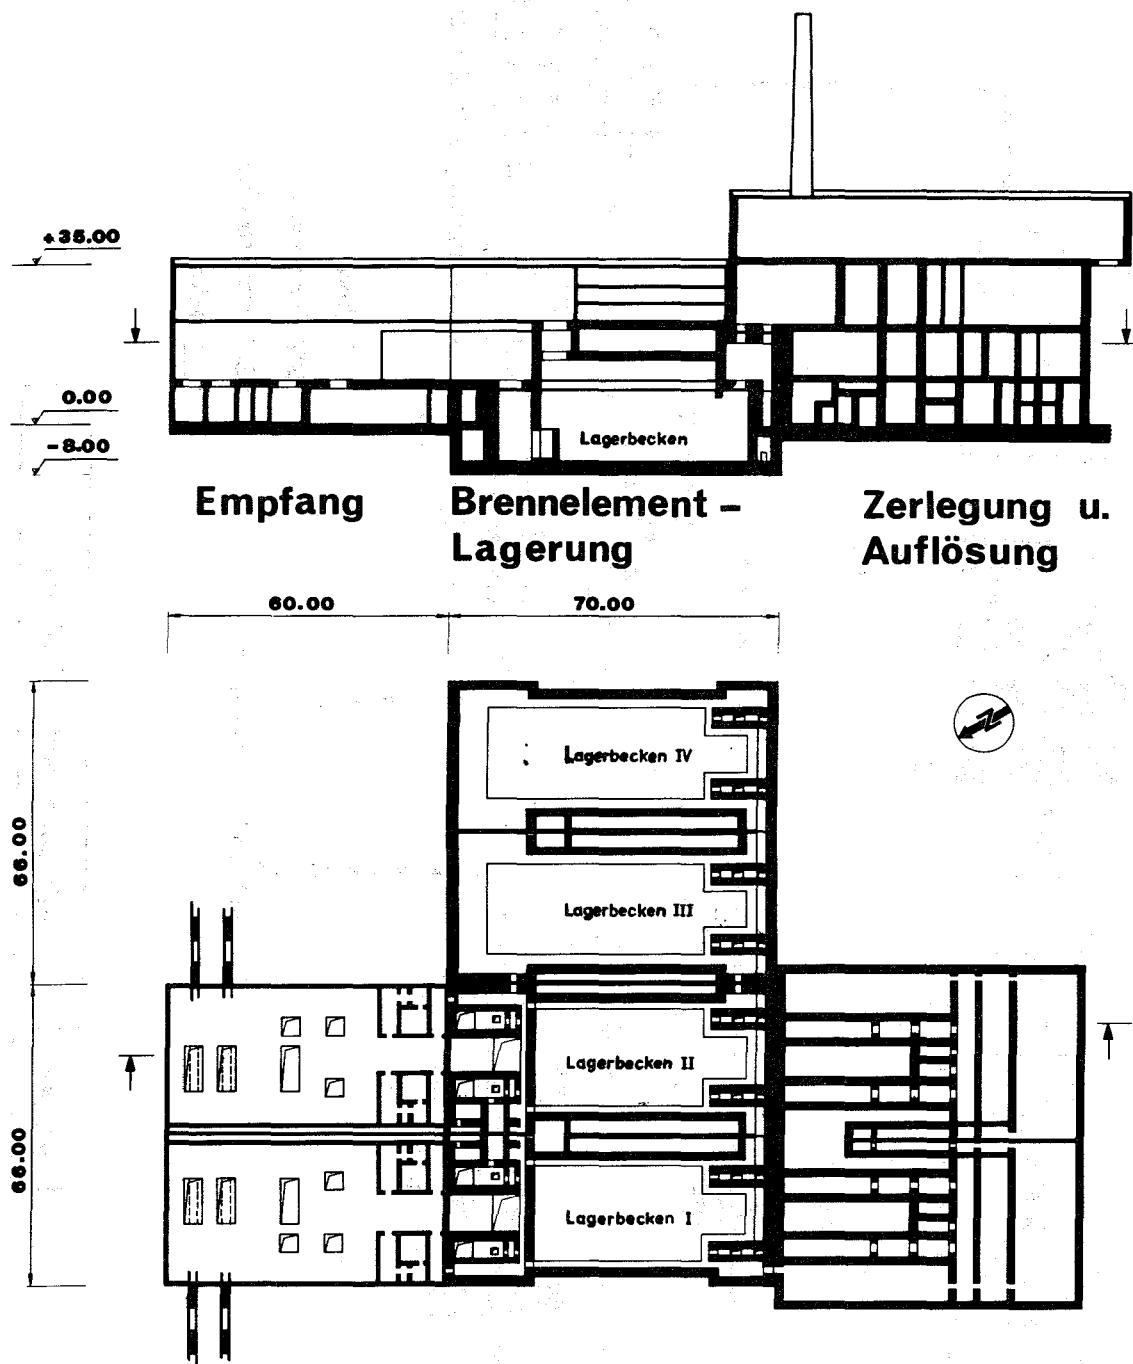 +35.00
0.00
-8.00
Lagerbecken
Empfang
Brennelement -
Lagerung
Zerlegung u.
Auflösung
60.00
70.00
66.00
66.00
Lagerbecken IV
Lagerbecken III
Lagerbecken II
Lagerbecken I